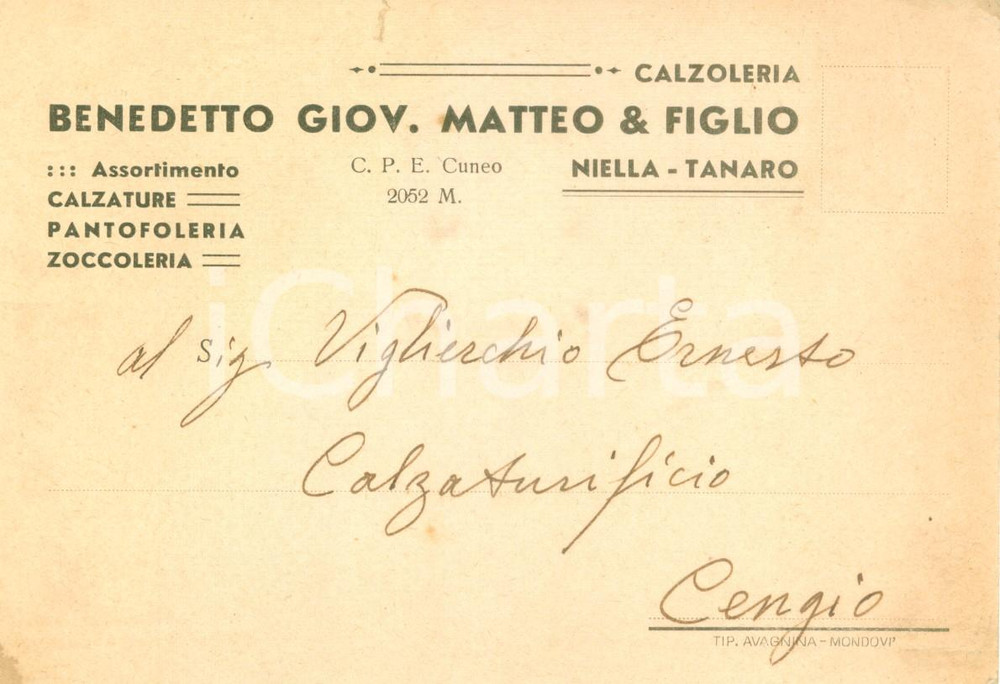 CALZOLERIA
BENEDETTO GIOV. MATTEO & FIGLIO
::: Assortimento
CALZATURE
PANTOFOLERIA
ZOCCOLERIA
C. P. E. Cuneo
2052 M.
NIELLA - TANARO
al sig. Viglierchio Ernesto
Calzaturificio
Cengio
TIP. AVAGNINA - MONDOVI'
iCharta